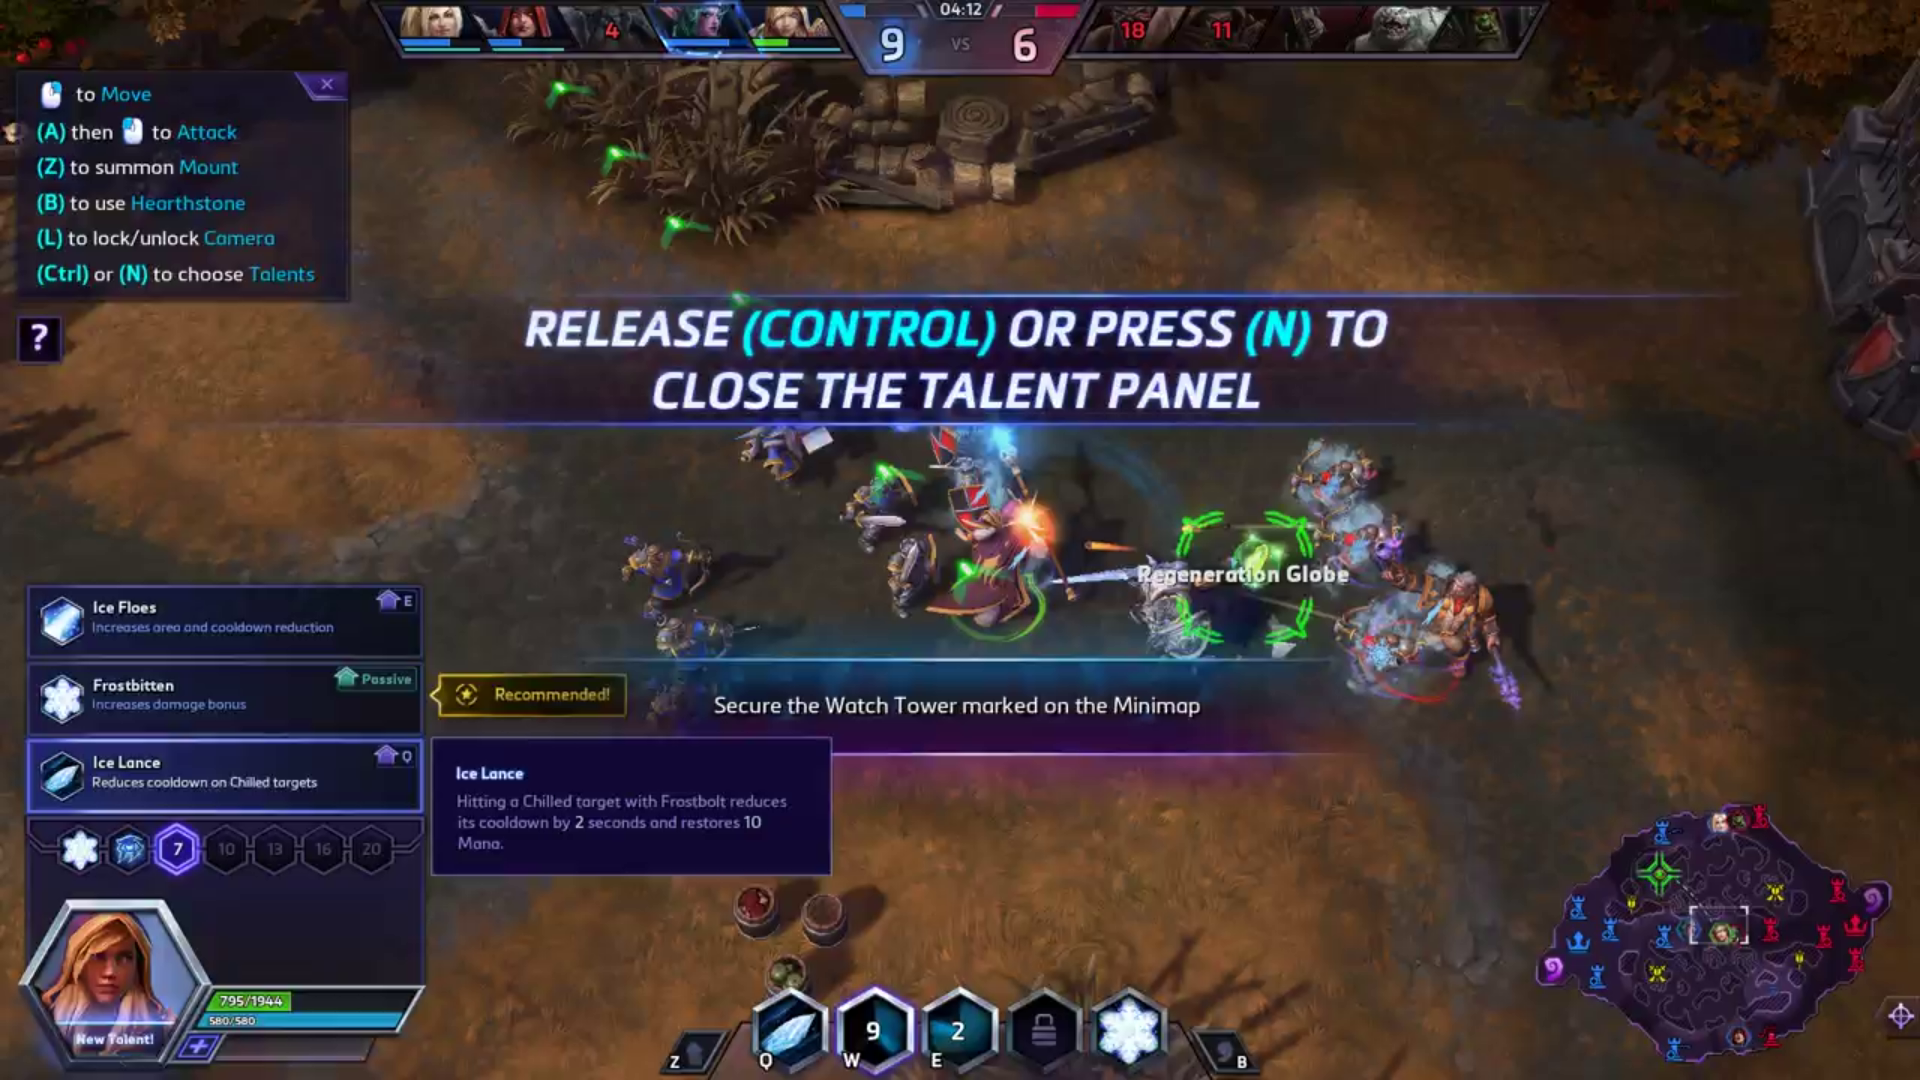 04:12
4
9 VS 6
18
11
to Move
(A) then to Attack
(Z) to summon Mount
(B) to use Hearthstone
(L) to lock/unlock Camera
(Ctrl) or (N) to choose Talents
?
RELEASE (CONTROL) OR PRESS (N) TO
CLOSE THE TALENT PANEL
Regeneration Globe
Ice Floes
E
Increases area and cooldown reduction
Frostbitten
Passive
Increases damage bonus
Recommended!
Secure the Watch Tower marked on the Minimap
Ice Lance
Q
Reduces cooldown on Chilled targets
Ice Lance
Hitting a Chilled target with Frostbolt reduces
its cooldown by 2 seconds and restores 10
Mana.
7 10 13 16 20
795/1944
580/580
New Talent!
9
2
Z Q W E B